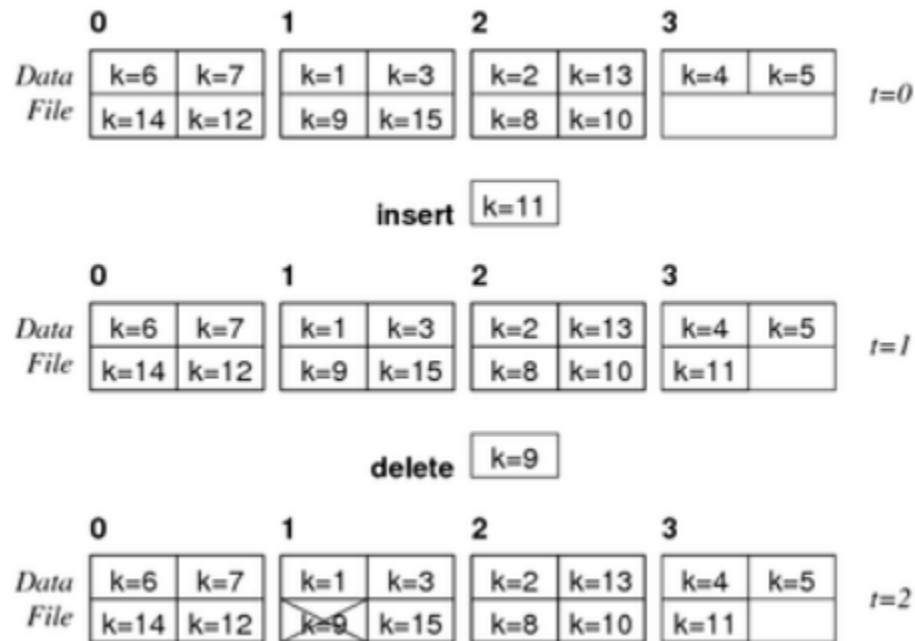 0 1 2 3
Data k=6 k=7 k=1 k=3 k=2 k=13 k=4 k=5
File k=14 k=12 k=9 k=15 k=8 k=10
t=0
insert k=11
0 1 2 3
Data k=6 k=7 k=1 k=3 k=2 k=13 k=4 k=5
File k=14 k=12 k=9 k=15 k=8 k=10 k=11
t=1
delete k=9
0 1 2 3
Data k=6 k=7 k=1 k=3 k=2 k=13 k=4 k=5
File k=14 k=12 k=9 k=15 k=8 k=10 k=11
t=2